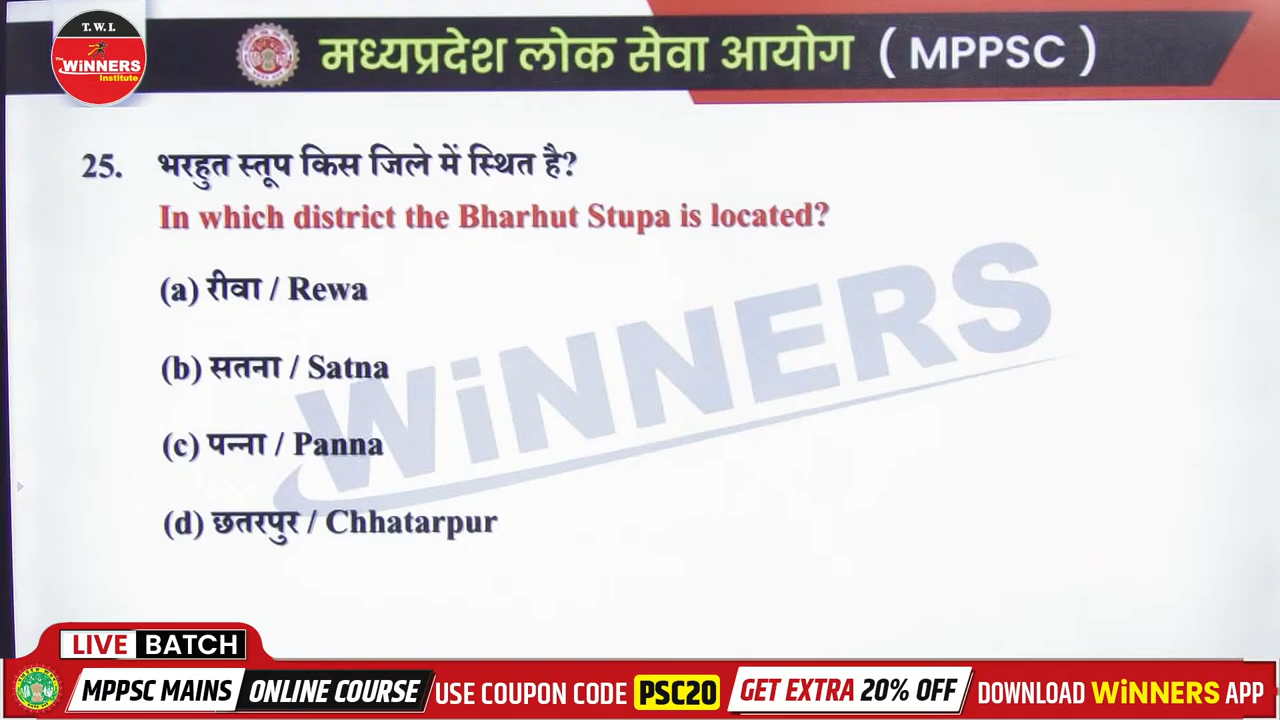 T. W. I.
The WiNNERS
Institute
मध्यप्रदेश लोक सेवा आयोग ( MPPSC )
25. भरहुत स्तूप किस जिले में स्थित है?
In which district the Bharhut Stupa is located?
(a) रीवा / Rewa
(b) सतना / Satna
(c) पन्ना / Panna
(d) छतरपुर / Chhatarpur
WiNNERS
LIVE BATCH
MPPSC MAINS ONLINE COURSE USE COUPON CODE PSC20 GET EXTRA 20% OFF DOWNLOAD WiNNERS APP